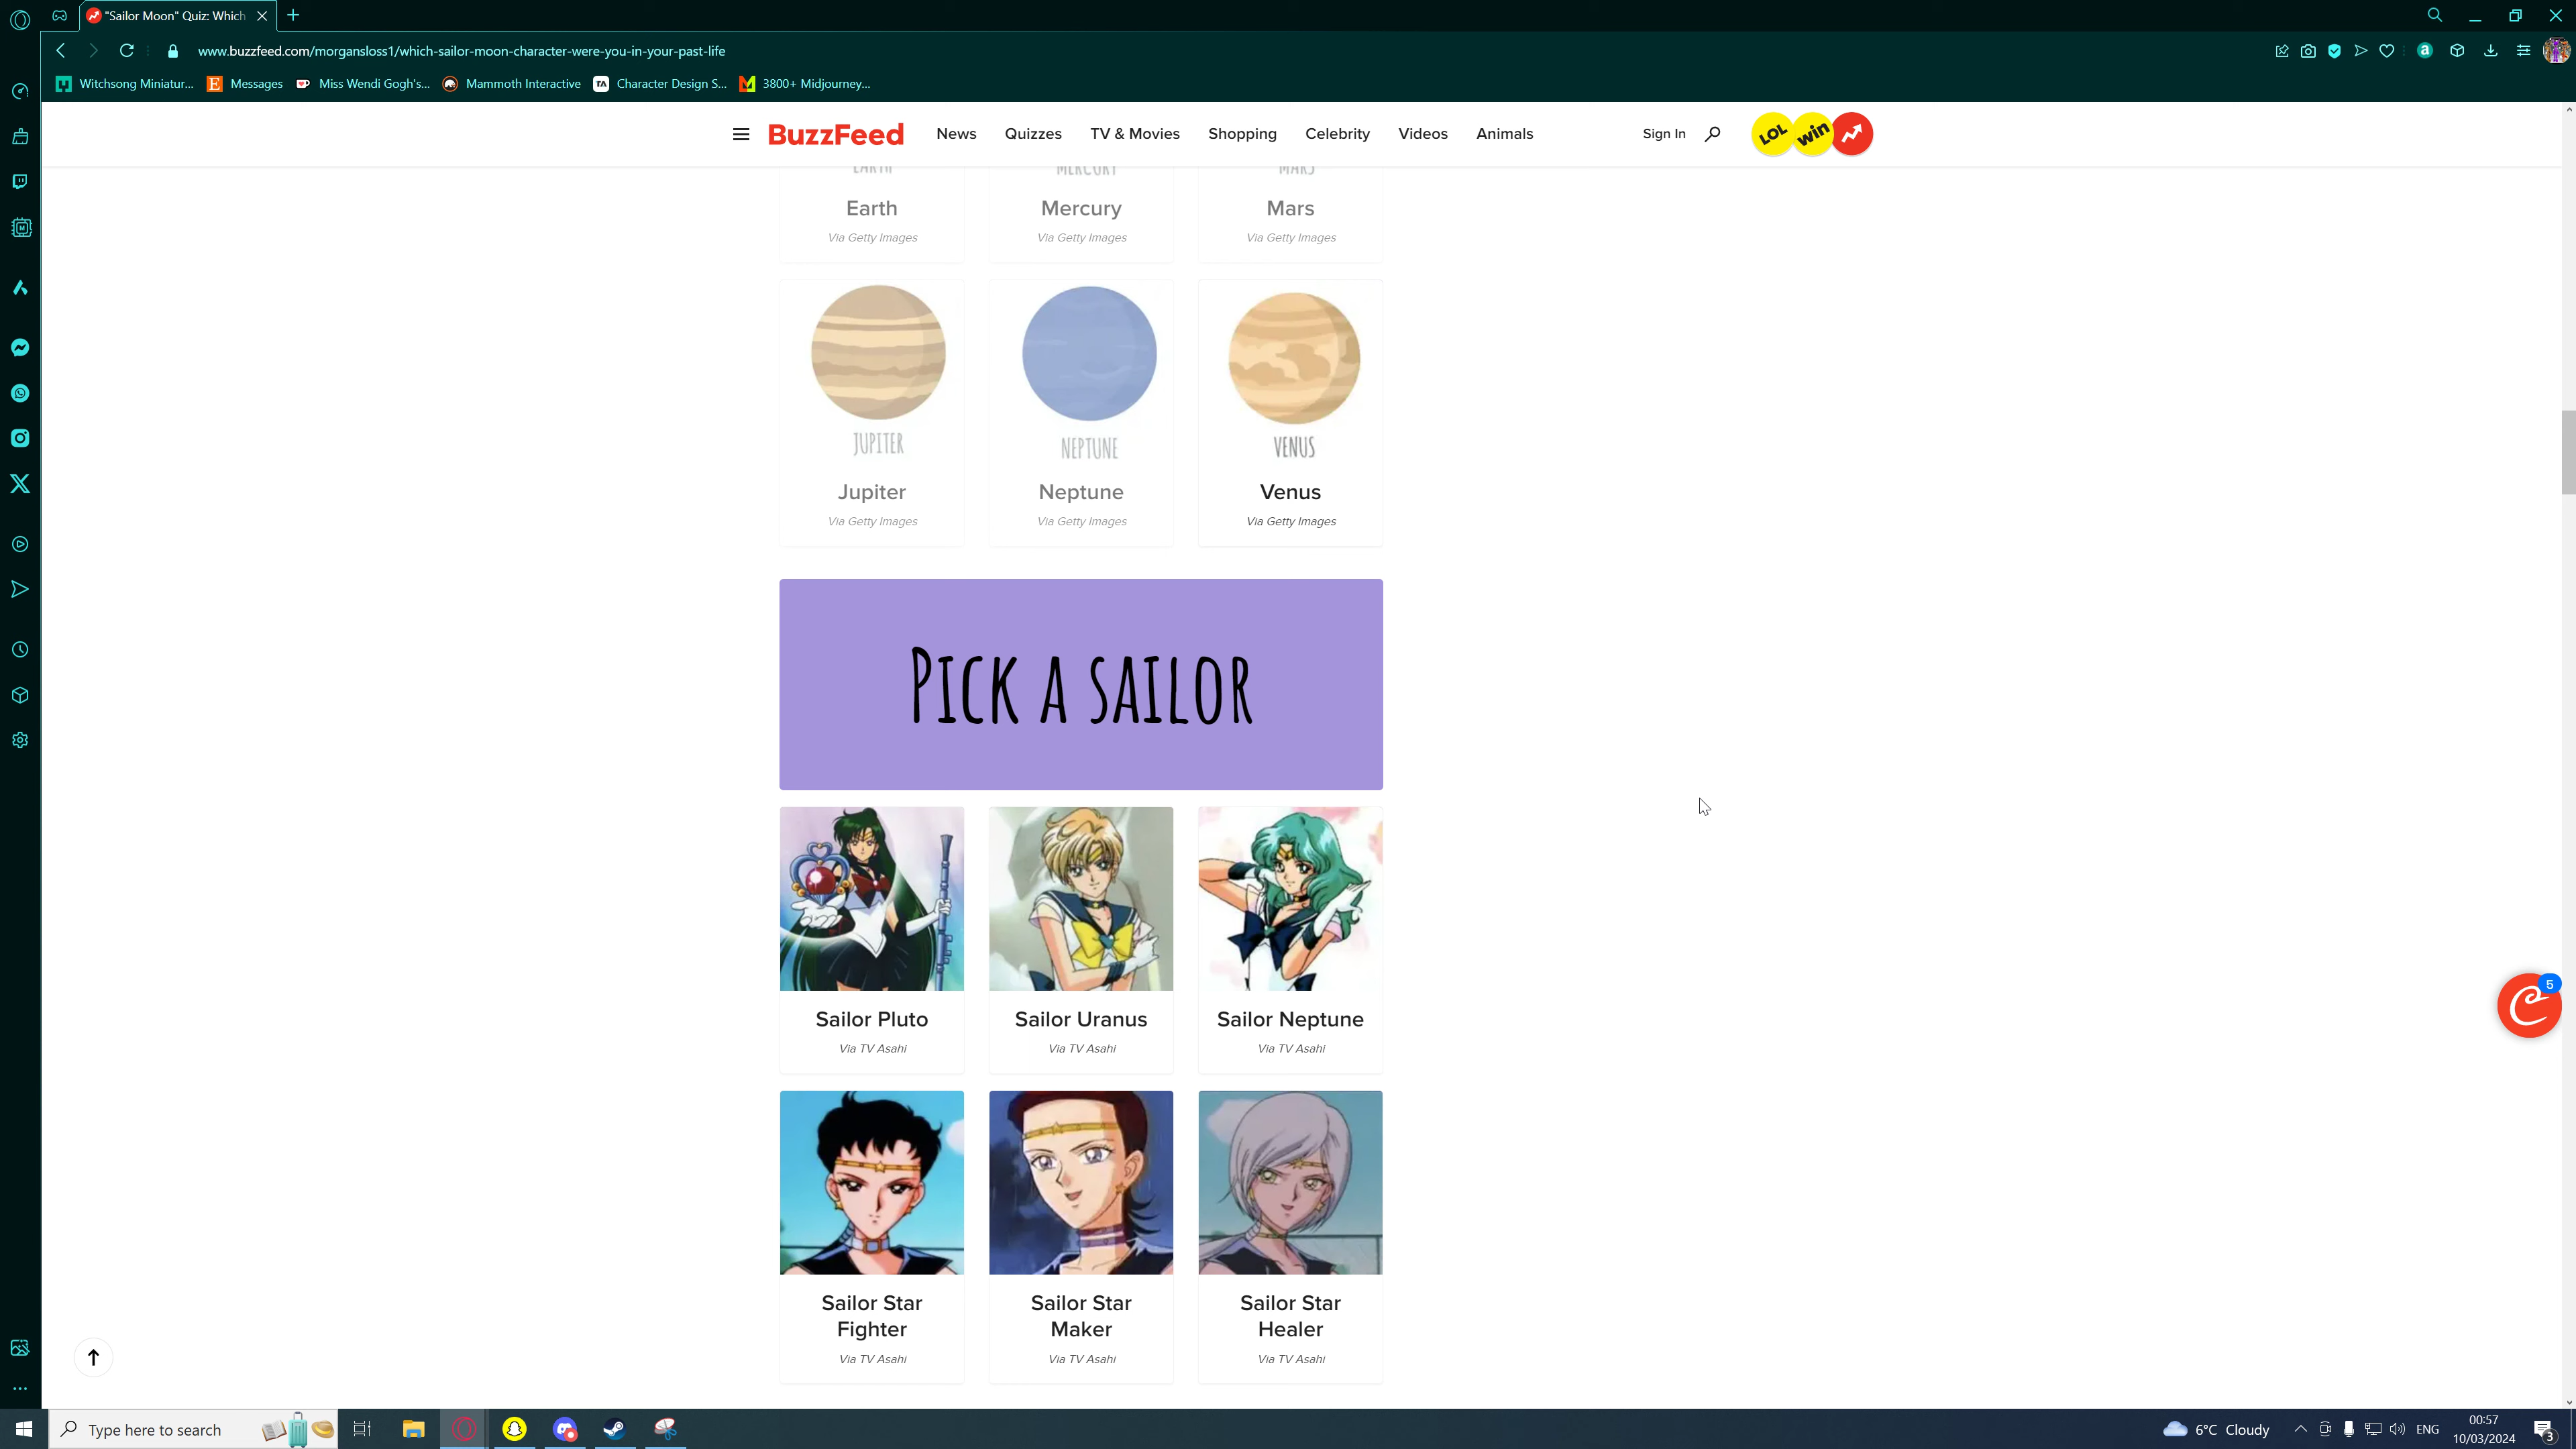 "Sailor Moon" Quiz: Which
www.buzzfeed.com/morgansloss1/which-sailor-moon-character-were-you-in-your-past-life
Witchsong Miniatur... Messages Miss Wendi Gogh's... Mammoth Interactive TA Character Design S... 3800+ Midjourney...
BuzzFeed News Quizzes TV & Movies Shopping Celebrity Videos Animals Sign In LOL win
EARTH MERCURY MARS
Earth Mercury Mars
Via Getty Images Via Getty Images Via Getty Images
JUPITER NEPTUNE VENUS
Jupiter Neptune Venus
Via Getty Images Via Getty Images Via Getty Images
PICK A SAILOR
Sailor Pluto Sailor Uranus Sailor Neptune
Via TV Asahi Via TV Asahi Via TV Asahi
5
Sailor Star Sailor Star Sailor Star
Fighter Maker Healer
Via TV Asahi Via TV Asahi Via TV Asahi
Type here to search
6°C Cloudy ENG 00:57
10/03/2024 3